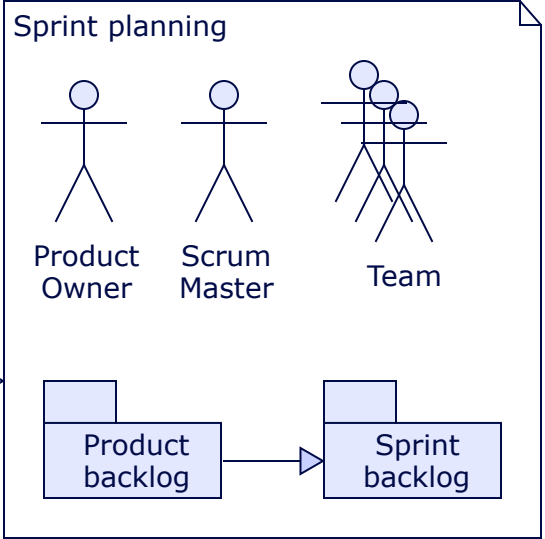 Sprint planning
Product
Owner
Scrum
Master
Team
Product
backlog
Sprint
backlog